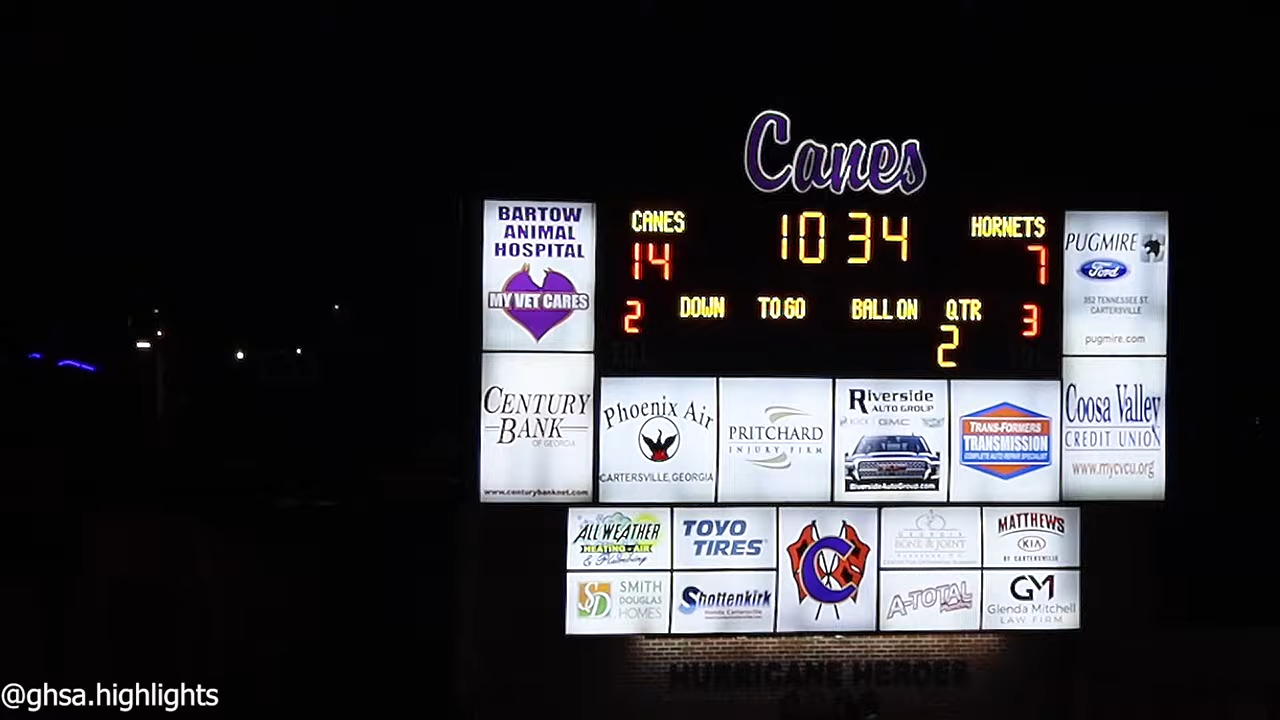 Canes
CANES
10 34
HORNETS
14
7
2
DOWN
TO GO
BALL ON
QTR
3
2
BARTOW
ANIMAL
HOSPITAL
MY VET CARES
PUGMIRE
Ford
352 TENNESSEE ST.
CARTERSVILLE
pugmire.com
CENTURY
BANK
OF GEORGIA
www.centurybanknet.com
Phoenix Air
CARTERSVILLE, GEORGIA
PRITCHARD
INJURY FIRM
Riverside
AUTO GROUP
BUICK GMC
RiversideAutoGroup.com
TRANS-FORMERS
TRANSMISSION
COMPLETE AUTO REPAIR SPECIALIST
Coosa Valley
CREDIT UNION
www.mycvcu.org
ALL WEATHER
HEATING & AIR
& Plumbing
TOYO
TIRES
C
GEORGIA
BONE & JOINT
MATTHEWS
KIA
OF CARTERSVILLE
SMITH
DOUGLAS
HOMES
SD
Shottenkirk
Honda Cartersville
A-TOTAL
GM
Glenda Mitchell
LAW FIRM
HURRICANE HEROES
@ghsa.highlights